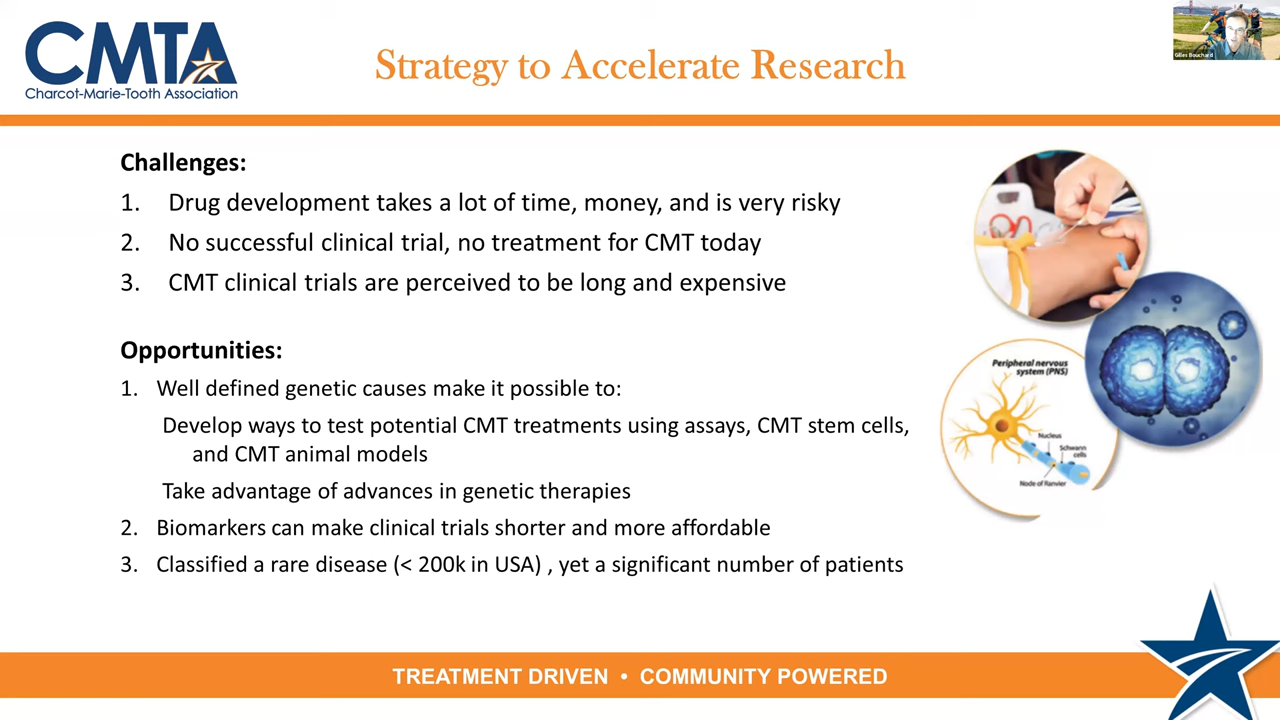 CMTA
Charcot-Marie-Tooth Association
Strategy to Accelerate Research
Gilles Bouchard
Challenges:
1. Drug development takes a lot of time, money, and is very risky
2. No successful clinical trial, no treatment for CMT today
3. CMT clinical trials are perceived to be long and expensive
Opportunities:
1. Well defined genetic causes make it possible to:
Develop ways to test potential CMT treatments using assays, CMT stem cells,
and CMT animal models
Take advantage of advances in genetic therapies
2. Biomarkers can make clinical trials shorter and more affordable
3. Classified a rare disease (< 200k in USA) , yet a significant number of patients
Peripheral nervous
system (PNS)
Nucleus
Schwann
cells
Node of Ranvier
TREATMENT DRIVEN • COMMUNITY POWERED